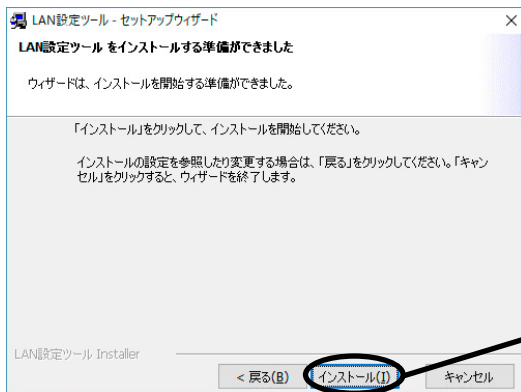 LAN設定ツール - セットアップウィザード
LAN設定ツール をインストールする準備ができました
ウィザードは、インストールを開始する準備ができました。
「インストール」をクリックして、インストールを開始してください。
インストールの設定を参照したり変更する場合は、「戻る」をクリックしてください。「キャン
セル」をクリックすると、ウィザードを終了します。
LAN設定ツール Installer
< 戻る(B)
インストール(I)
キャンセル